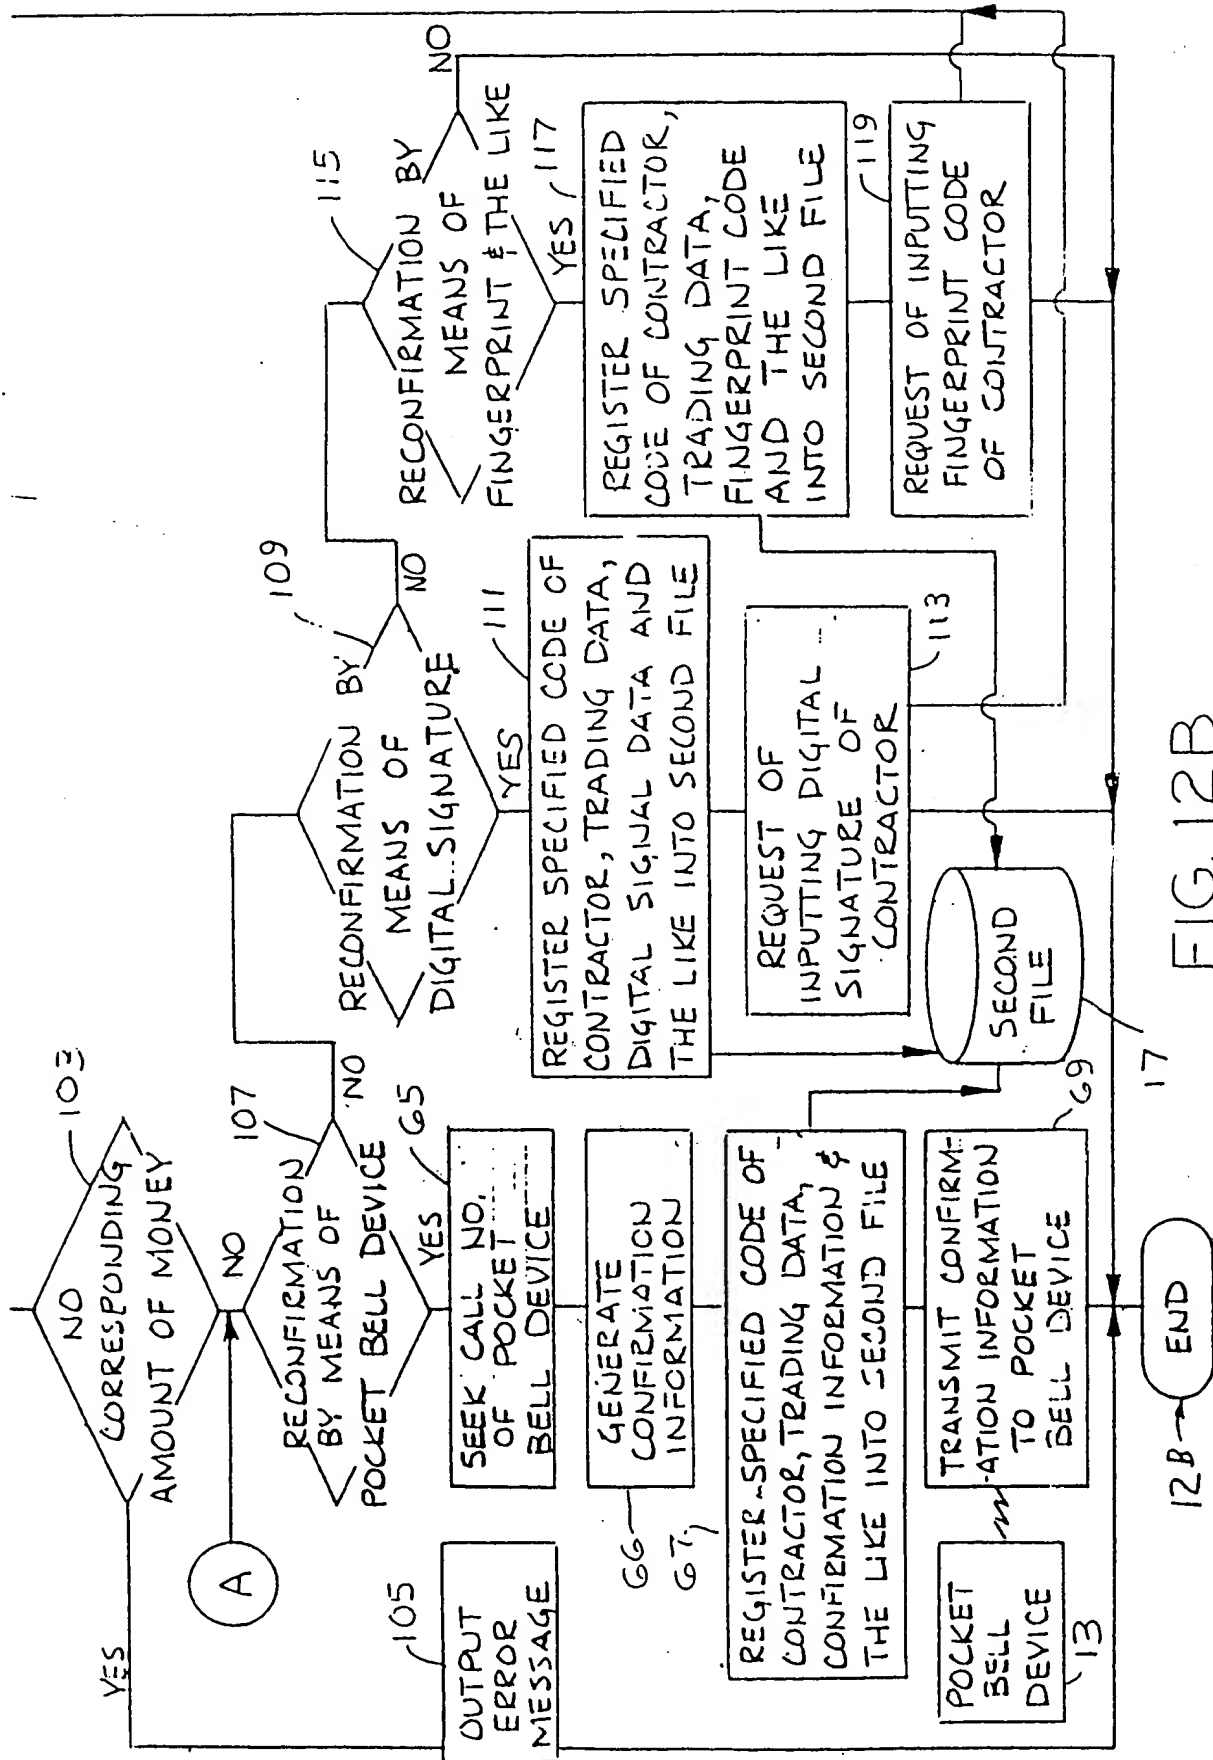 103
NO
CORRESPONDING
AMOUNT OF MONEY
YES
NO
A
107
RECONFIRMATION
BY MEANS OF
POCKET BELL DEVICE
NO
YES
105
OUTPUT
ERROR
MESSAGE
65
SEEK CALL NO.
OF POCKET
BELL DEVICE
66
GENERATE
CONFIRMATION
INFORMATION
67
REGISTER SPECIFIED CODE OF
CONTRACTOR, TRADING DATA,
CONFIRMATION INFORMATION &
THE LIKE INTO SECOND FILE
69
TRANSMIT CONFIRM-
-ATION INFORMATION
TO POCKET
BELL DEVICE
POCKET
BELL
DEVICE
13
109
RECONFIRMATION BY
MEANS OF
DIGITAL SIGNATURE
NO
YES
111
REGISTER SPECIFIED CODE OF
CONTRACTOR, TRADING DATA,
DIGITAL SIGNAL DATA AND
THE LIKE INTO SECOND FILE
REQUEST OF
INPUTTING DIGITAL
SIGNATURE OF
CONTRACTOR
113
SECOND
FILE
17
115
RECONFIRMATION BY
MEANS OF
FINGERPRINT & THE LIKE
NO
YES
117
REGISTER SPECIFIED
CODE OF CONTRACTOR,
TRADING DATA,
FINGERPRINT CODE
AND THE LIKE
INTO SECOND FILE
119
REQUEST OF INPUTTING
FINGERPRINT CODE
OF CONTRACTOR
12B
END
FIG. 12B